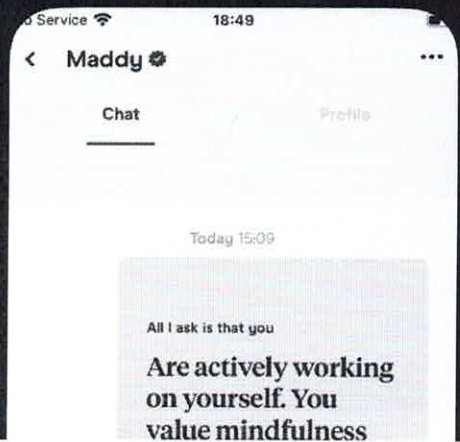 o Service 18:49
Maddy
Chat Profile
Today 15:09
All I ask is that you
Are actively working
on yourself. You
value mindfulness